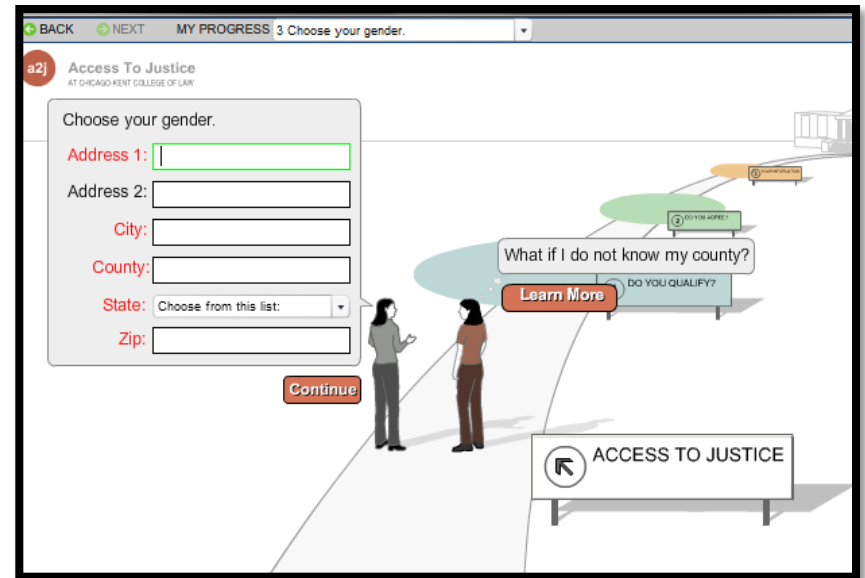 BACK NEXT MY PROGRESS 3 Choose your gender.
a2j Access To Justice
AT CHICAGO-KENT COLLEGE OF LAW
Choose your gender.
Address 1:
Address 2:
City:
County:
State: Choose from this list:
Zip:
Continue
What if I do not know my county?
Learn More
DO YOU QUALIFY?
3 DO YOU AGREE?
ACCESS TO JUSTICE